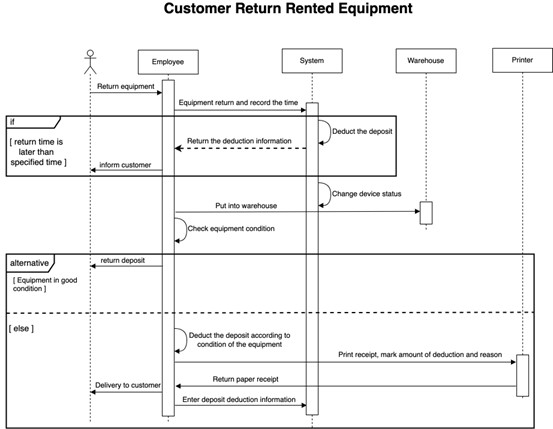 Customer Return Rented Equipment
Employee
System
Warehouse
Printer
Return equipment
Equipment return and record the time
if
[ return time is
later than
specified time ]
Deduct the deposit
Return the deduction information
inform customer
Change device status
Put into warehouse
Check equipment condition
alternative
return deposit
[ Equipment in good
condition ]
[ else ]
Deduct the deposit according to
condition of the equipment
Print receipt, mark amount of deduction and reason
Return paper receipt
Delivery to customer
Enter deposit deduction information